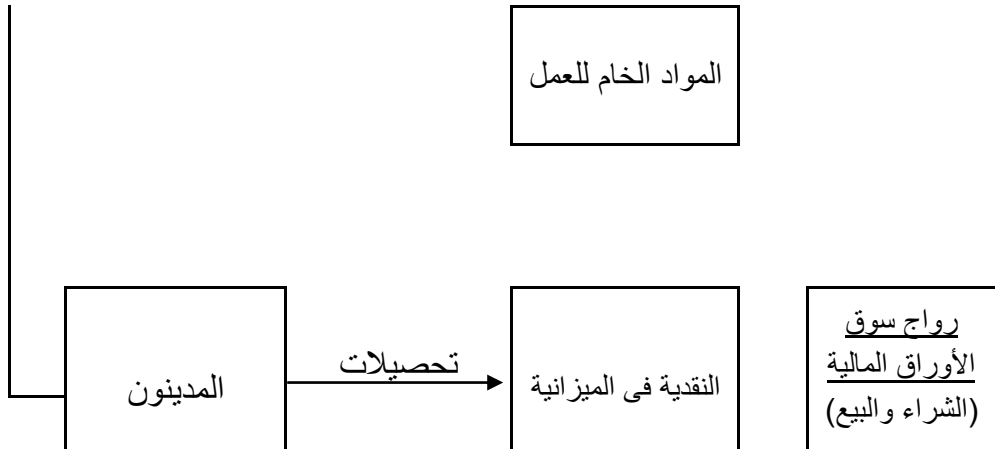 المواد الخام للعمل
رواج سوق
الأوراق المالية
(الشراء والبيع)
النقدية فى الميزانية
تحصيلات
المدينون